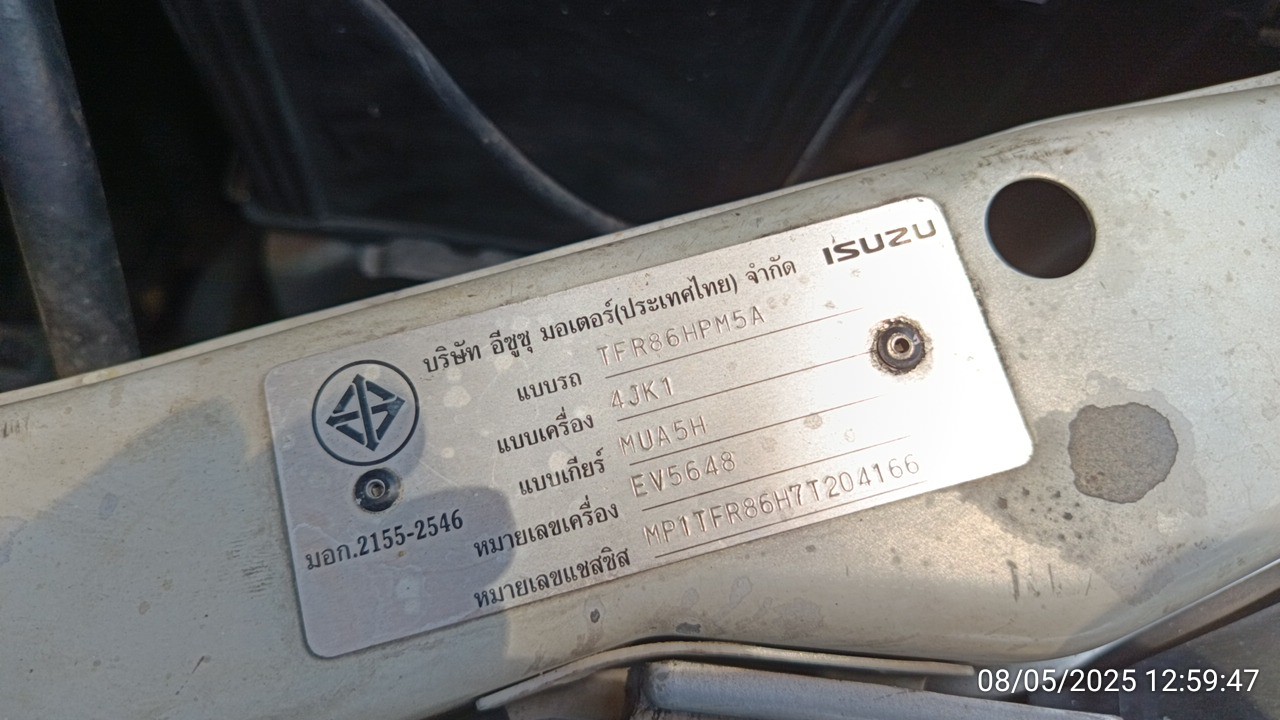 ISUZU
บริษัท อีซูซุ มอเตอร์(ประเทศไทย) จำกัด
แบบรถ TFR86HPM5A
แบบเครื่อง 4JK1
แบบเกียร์ MUA5H
หมายเลขเครื่อง EV5648
หมายเลขแชสซิส MP1TFR86H7T204166
มอก.2155-2546
08/05/2025 12:59:47